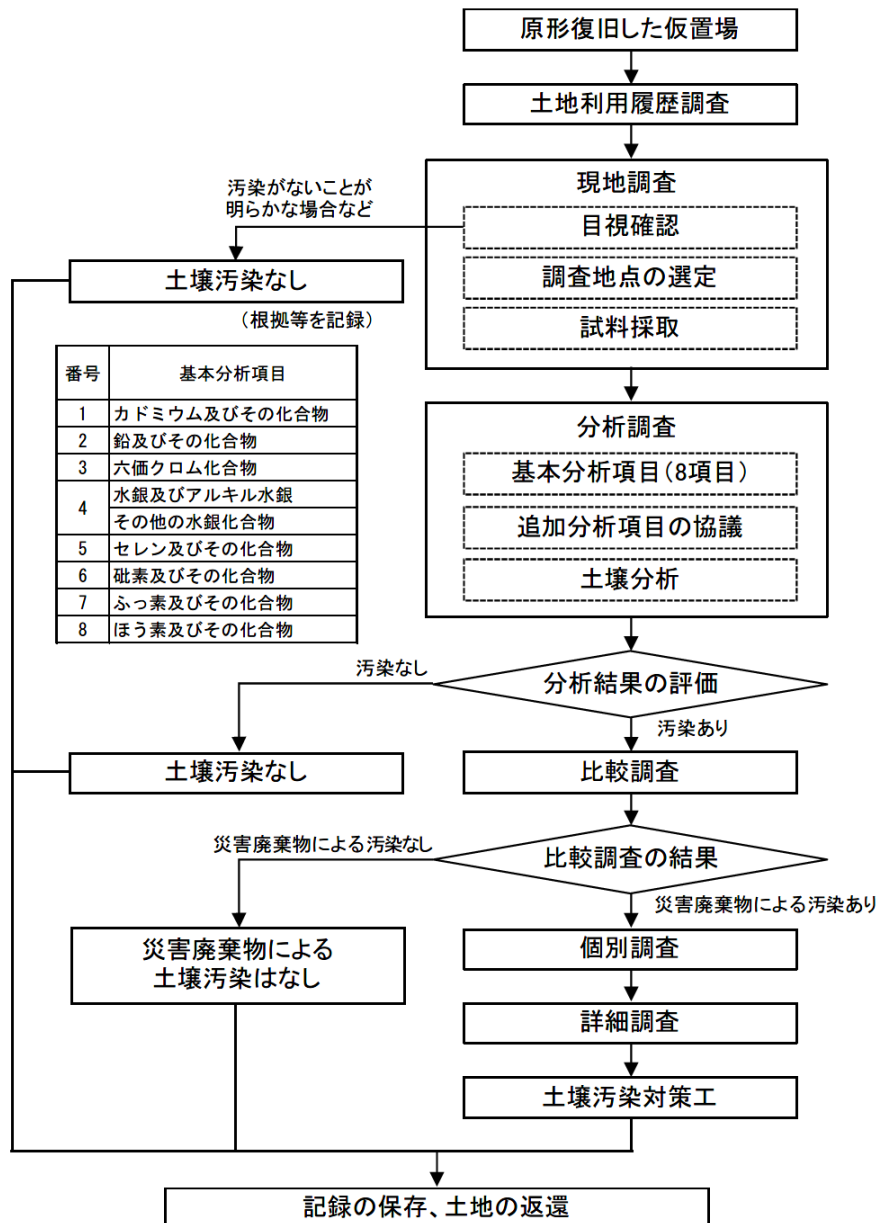 原形復旧した仮置場
土地利用履歴調査
現地調査
目視確認
調査地点の選定
試料採取
汚染がないことが
明らかな場合など
土壌汚染なし
（根拠等を記録）
番号 基本分析項目
1 カドミウム及びその化合物
2 鉛及びその化合物
3 六価クロム化合物
4 水銀及びアルキル水銀
その他の水銀化合物
5 セレン及びその化合物
6 砒素及びその化合物
7 ふっ素及びその化合物
8 ほう素及びその化合物
分析調査
基本分析項目（8項目）
追加分析項目の協議
土壌分析
分析結果の評価
汚染なし
汚染あり
土壌汚染なし
比較調査
比較調査の結果
災害廃棄物による汚染なし
災害廃棄物による汚染あり
災害廃棄物による
土壌汚染はなし
個別調査
詳細調査
土壌汚染対策工
記録の保存、土地の返還